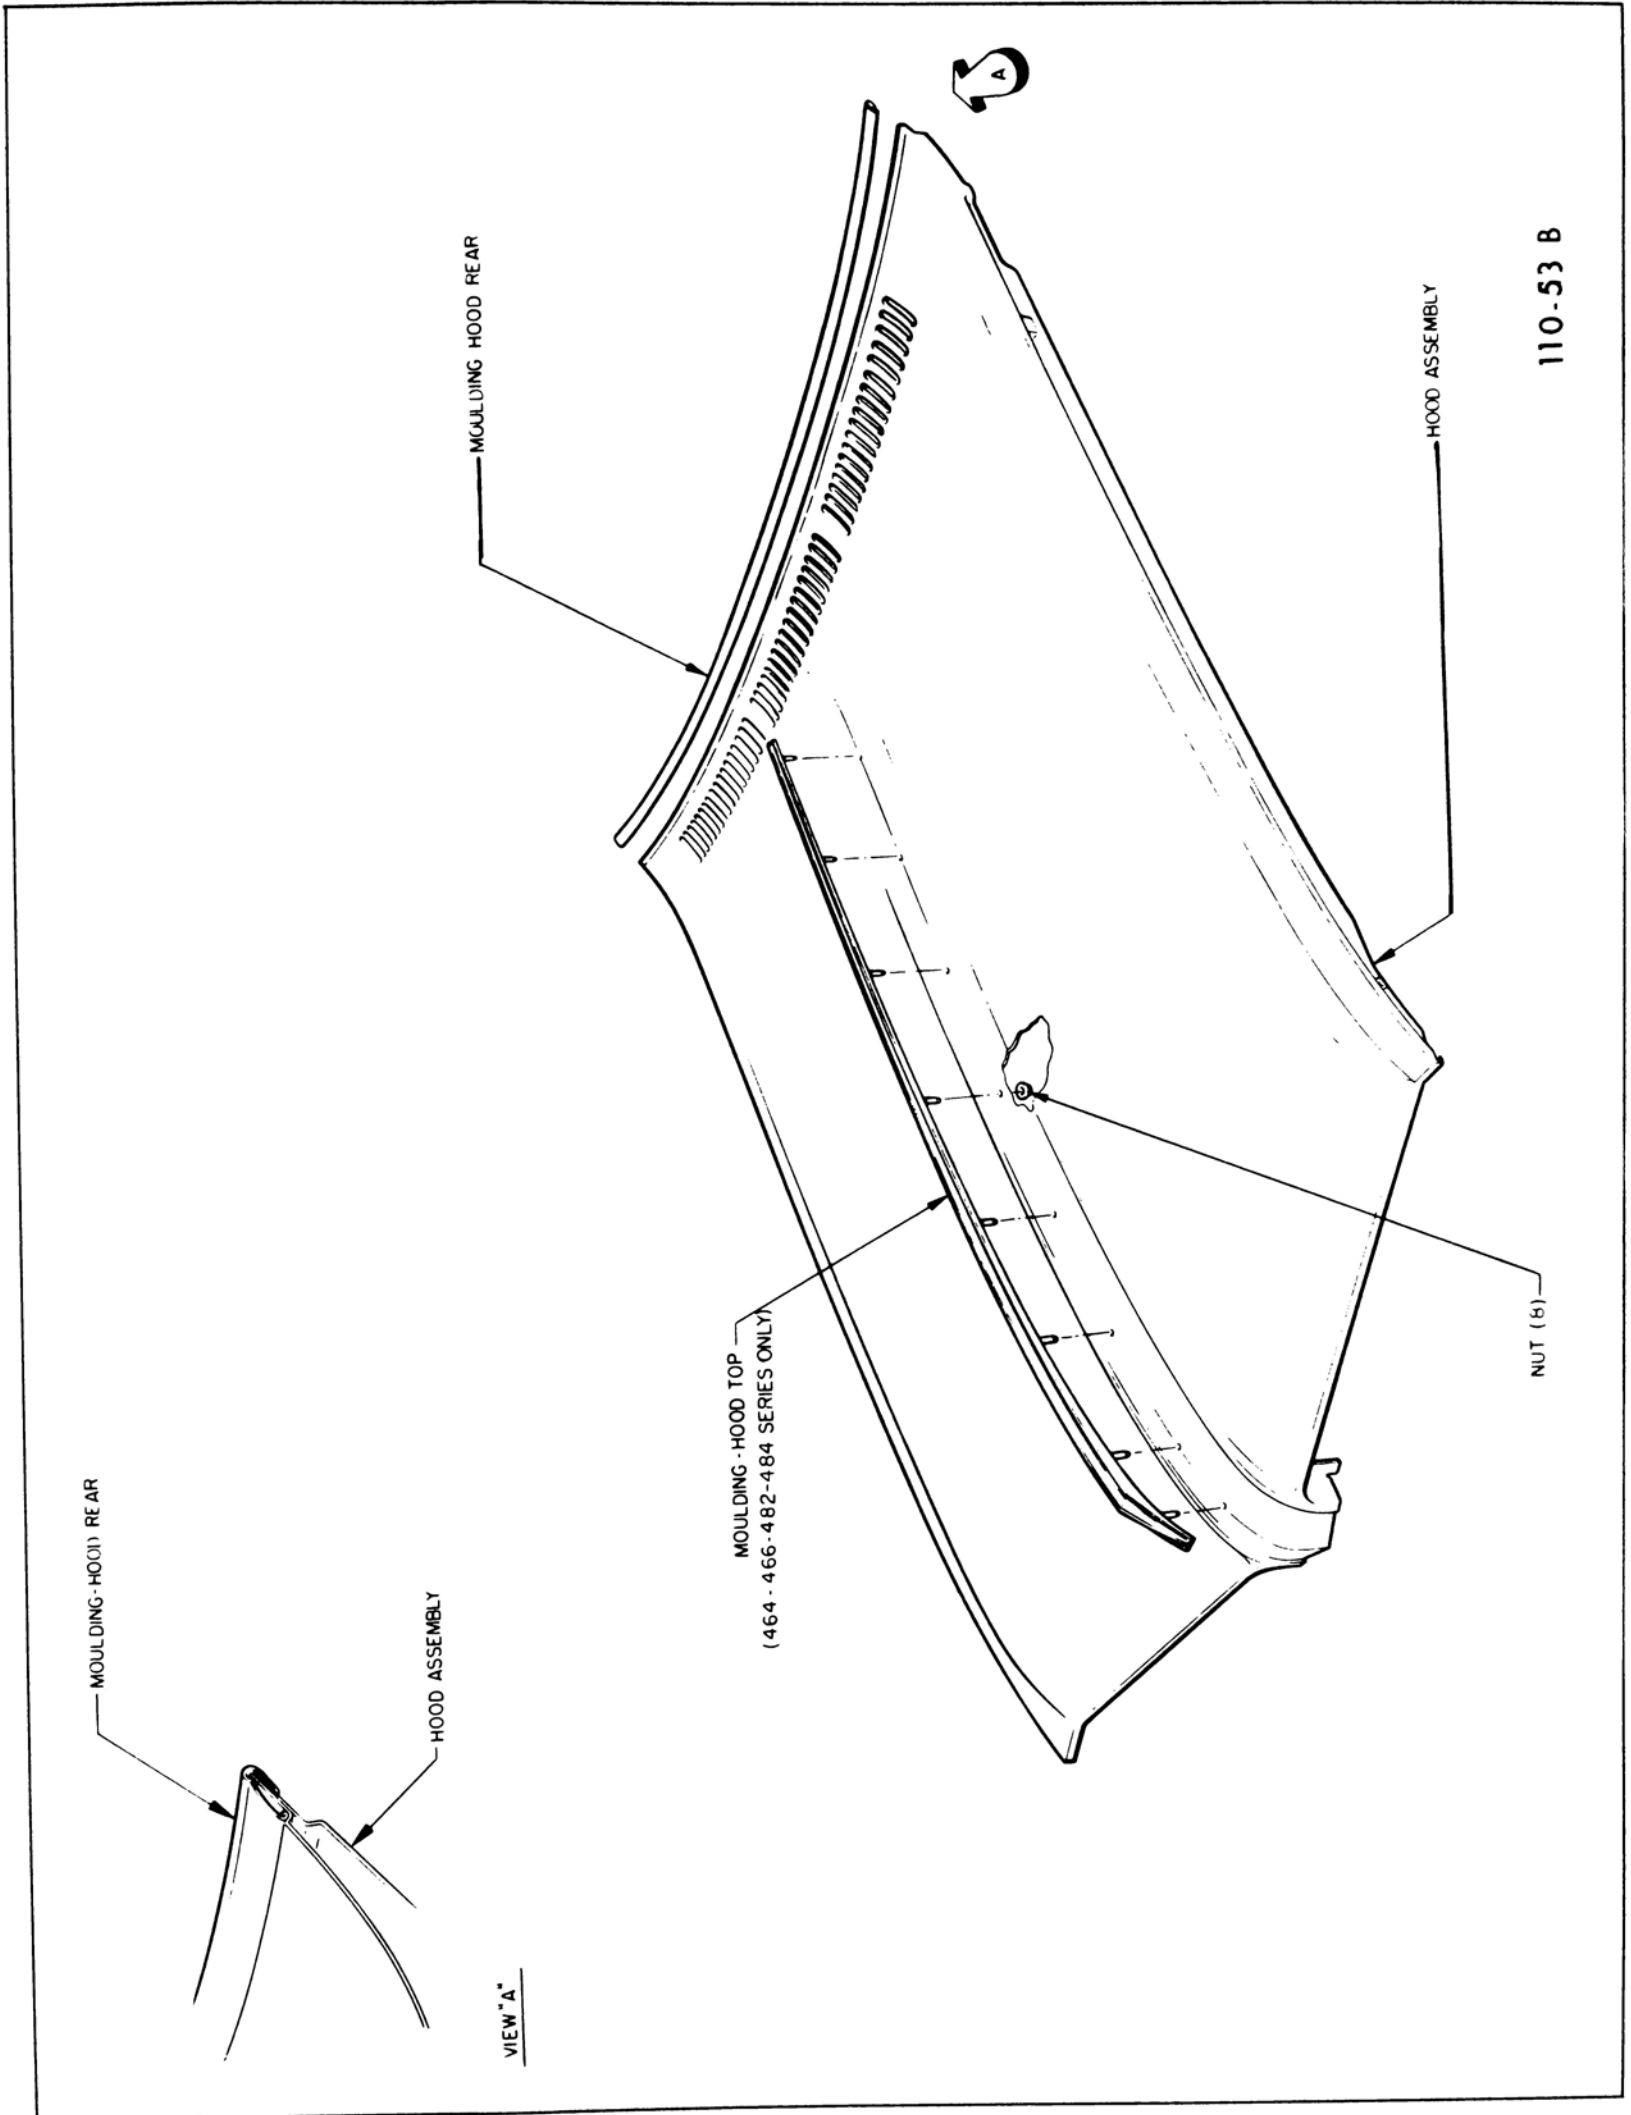 MOULDING-HOOD REAR
HOOD ASSEMBLY
VIEW "A"
MOULDING HOOD REAR
MOULDING - HOOD TOP
(464 - 466 - 482 - 484 SERIES ONLY)
A
NUT (8)
HOOD ASSEMBLY
110-53 B